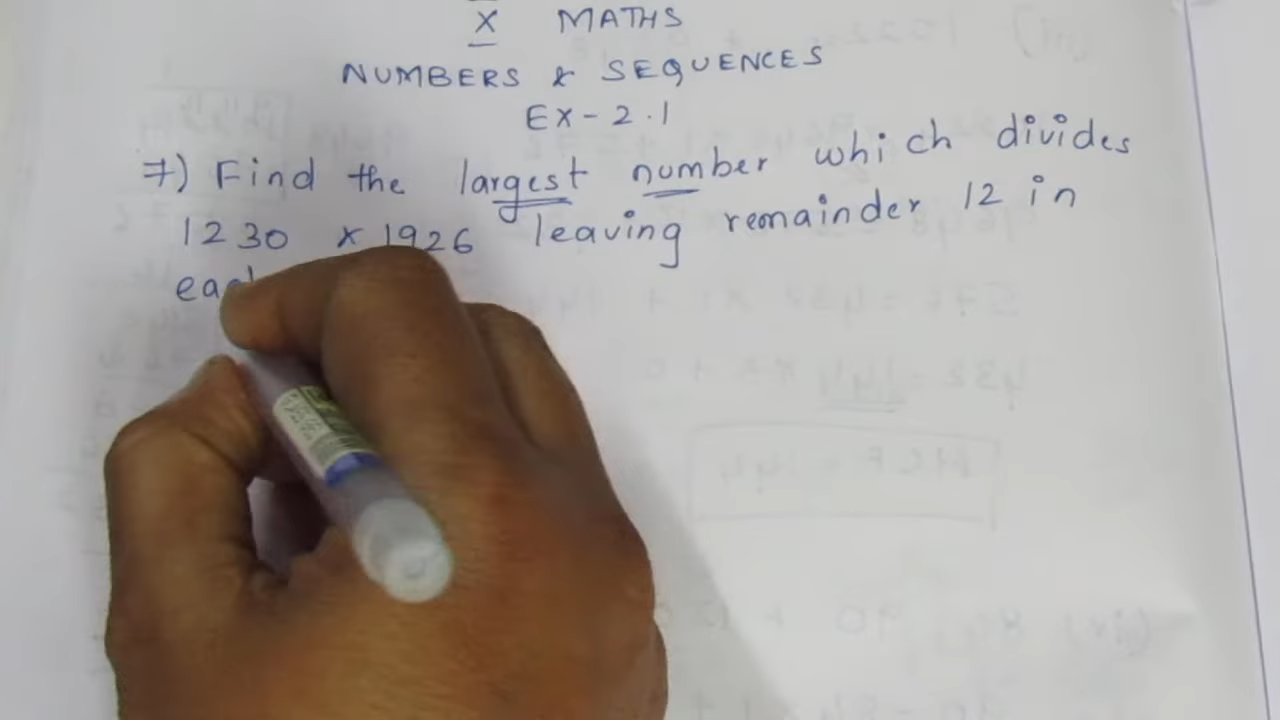 X MATHS
NUMBERS & SEQUENCES
EX-2.1
7) Find the largest number which divides
1230 & 1926 leaving remainder 12 in